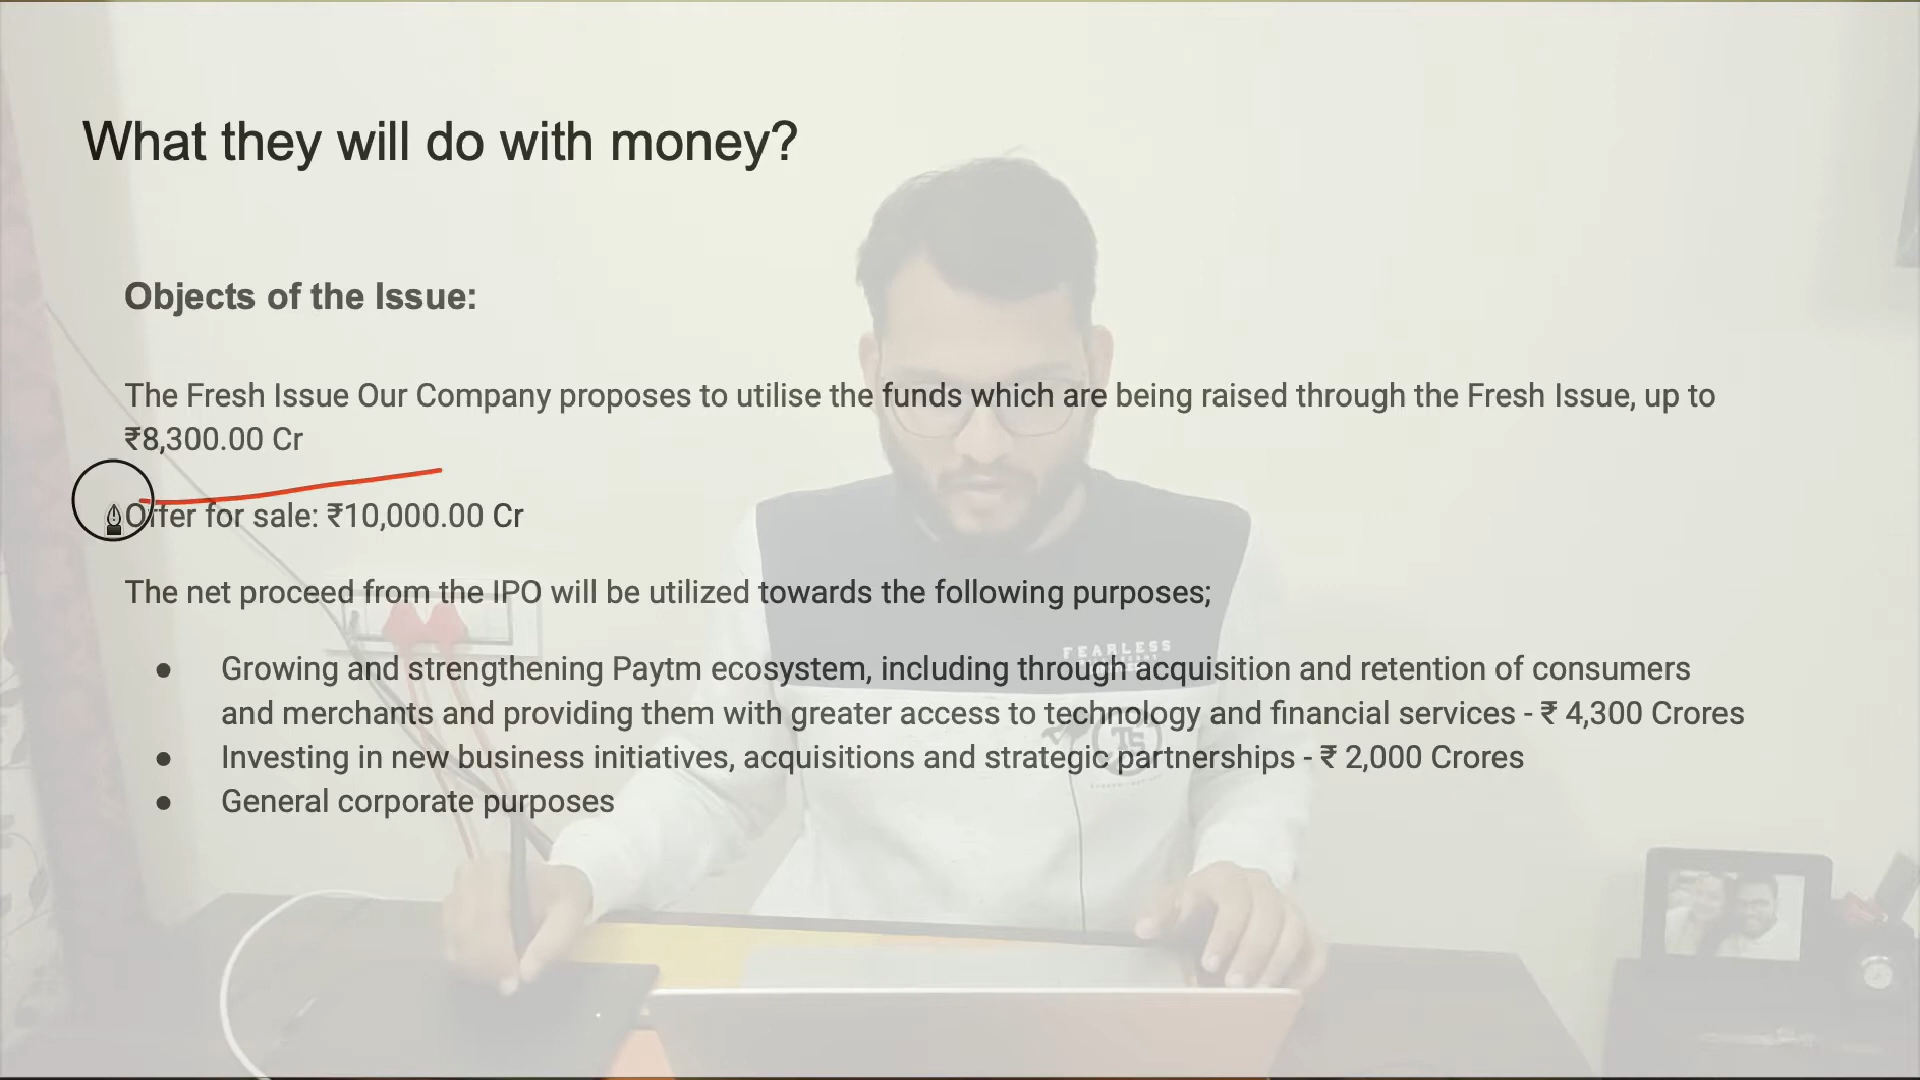 What they will do with money?
Objects of the Issue:
The Fresh Issue Our Company proposes to utilise the funds which are being raised through the Fresh Issue, up to
₹8,300.00 Cr
Offer for sale: ₹10,000.00 Cr
The net proceed from the IPO will be utilized towards the following purposes;
● Growing and strengthening Paytm ecosystem, including through acquisition and retention of consumers
and merchants and providing them with greater access to technology and financial services - ₹ 4,300 Crores
● Investing in new business initiatives, acquisitions and strategic partnerships - ₹ 2,000 Crores
● General corporate purposes
FEARLESS
TS